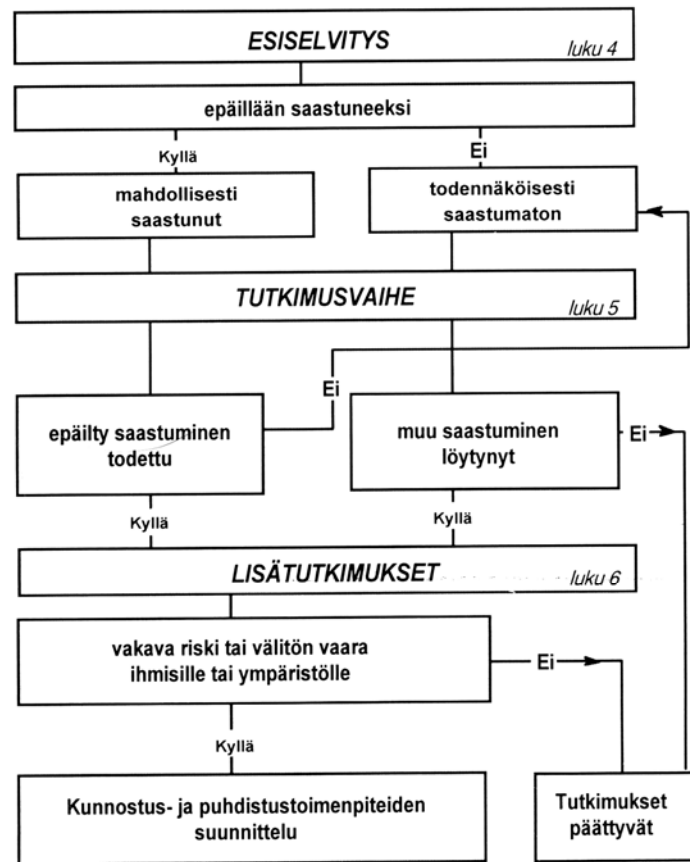 ESISELVITYS
luku 4
epäillään saastuneeksi
Kyllä
Ei
mahdollisesti
saastunut
todennäköisesti
saastumaton
TUTKIMUSVAIHE
luku 5
Ei
epäilty saastuminen
todettu
muu saastuminen
löytynyt
Ei
Kyllä
Kyllä
LISÄTUTKIMUKSET
luku 6
vakava riski tai välitön vaara
ihmisille tai ympäristölle
Ei
Kyllä
Kunnostus- ja puhdistustoimenpiteiden
suunnittelu
Tutkimukset
päättyvät